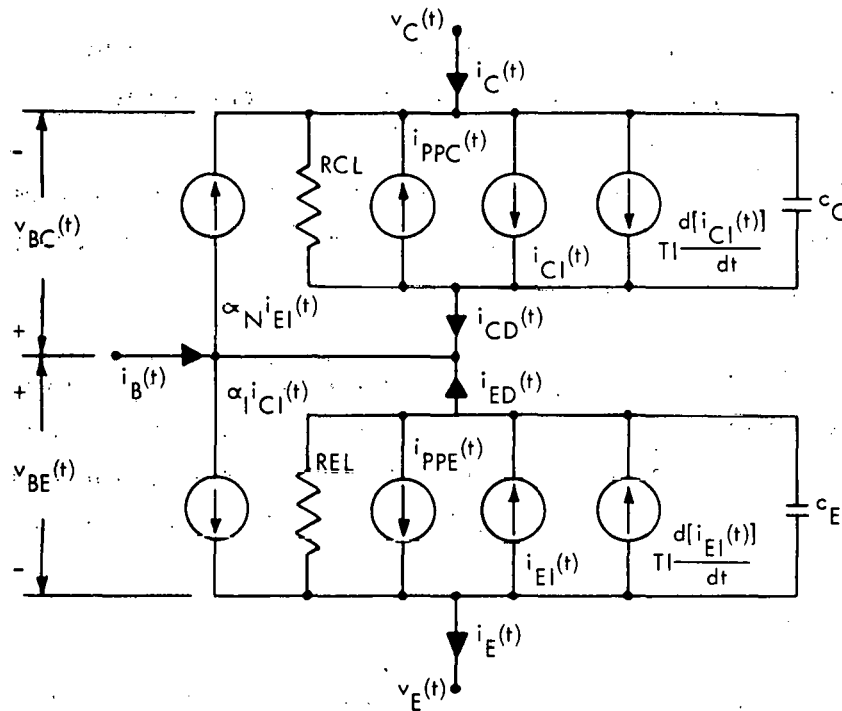 v_C(t)
i_C(t)
i_PPC(t)
RCL
v_BC(t)
-
+
i_CI(t)
TI d[i_CI(t)]/dt
c_C
α_N i_EI(t)
i_CD(t)
i_B(t)
α_I i_CI(t)
i_ED(t)
+
v_BE(t)
-
REL
i_PPE(t)
i_EI(t)
TI d[i_EI(t)]/dt
c_E
i_E(t)
v_E(t)